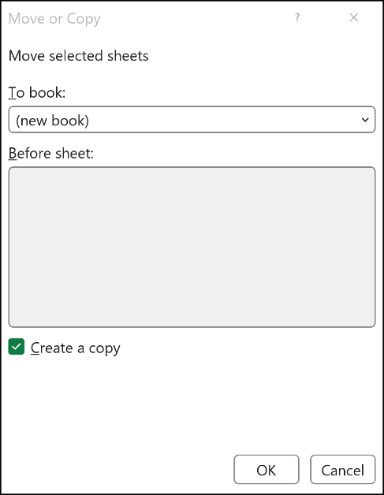 Move or Copy ?
Move selected sheets
To book:
(new book)
Before sheet:
Create a copy
OK Cancel